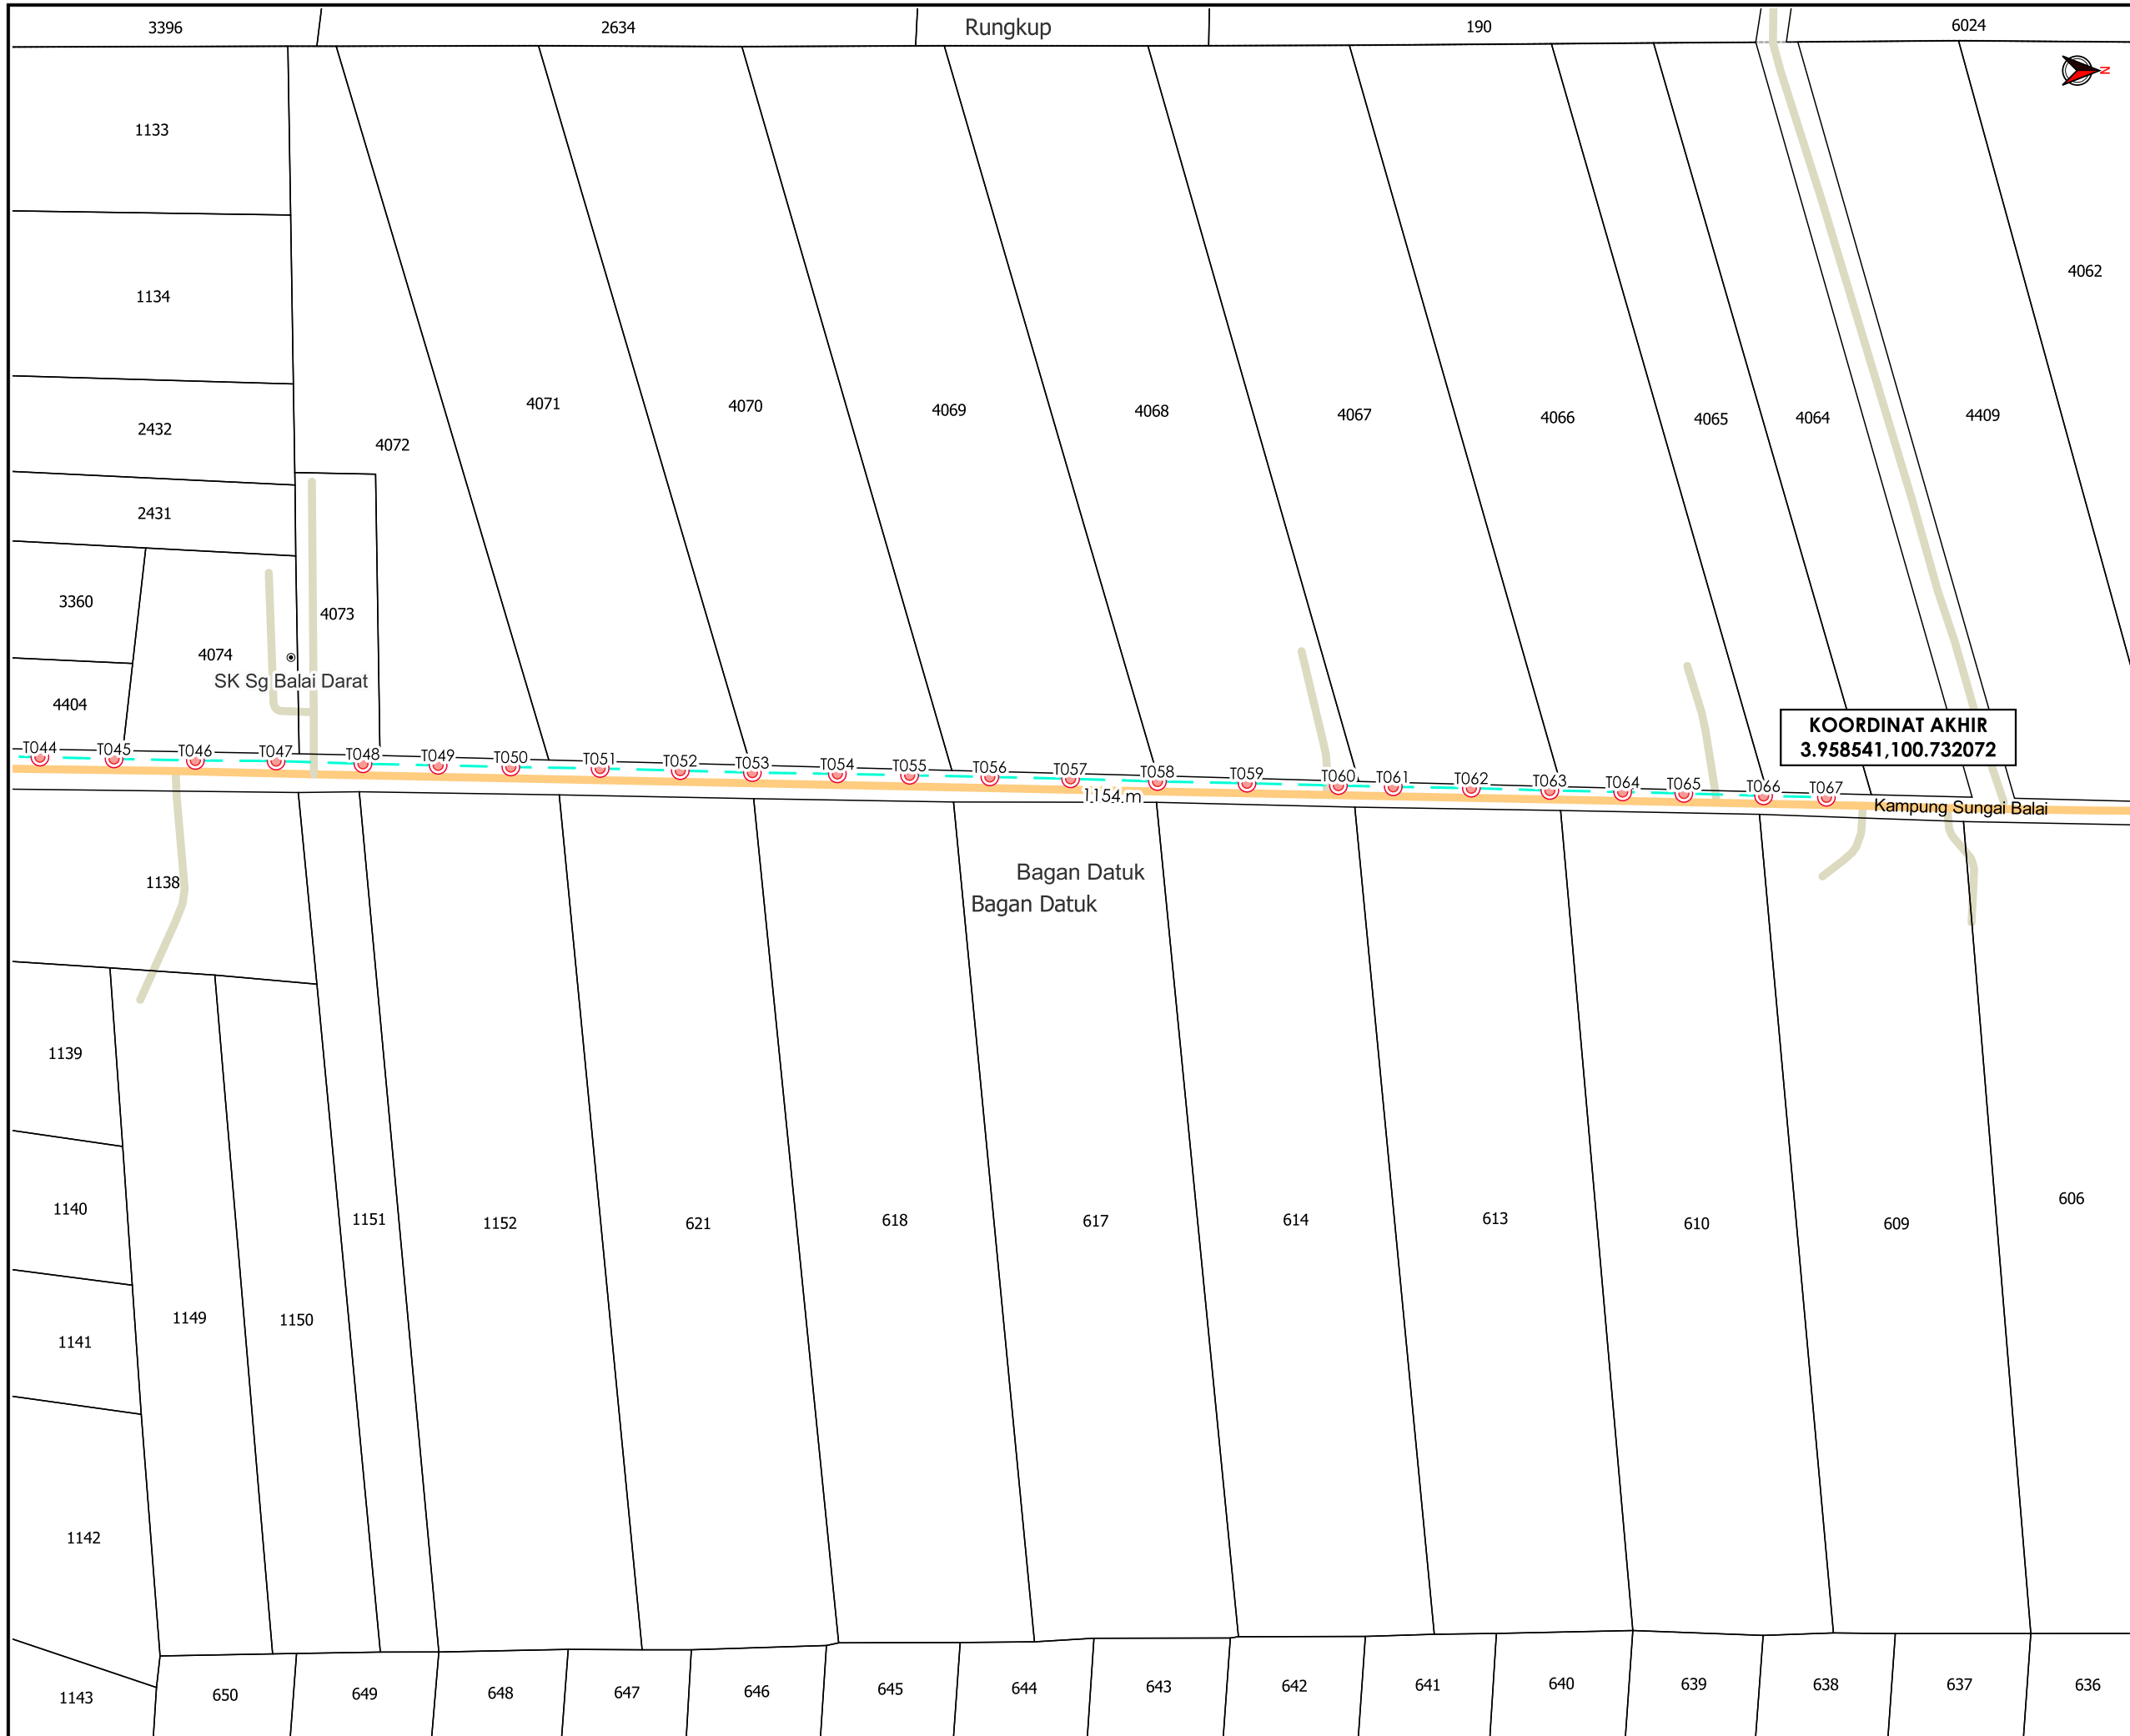 3396
2634
Rungkup
190
6024
N
1133
4062
1134
4071
4070
4069
4068
4067
4066
4065
4064
4409
2432
4072
2431
3360
4073
4074
SK Sg Balai Darat
4404
KOORDINAT AKHIR
3.958541,100.732072
T044
T045
T046
T047
T048
T049
T050
T051
T052
T053
T054
T055
T056
T057
T058
T059
T060
T061
T062
T063
T064
T065
T066
T067
1154 m
Kampung Sungai Balai
Bagan Datuk
Bagan Datuk
1138
1139
1140
1151
1152
621
618
617
614
613
610
609
606
1149
1150
1141
1142
1143
650
649
648
647
646
645
644
643
642
641
640
639
638
637
636